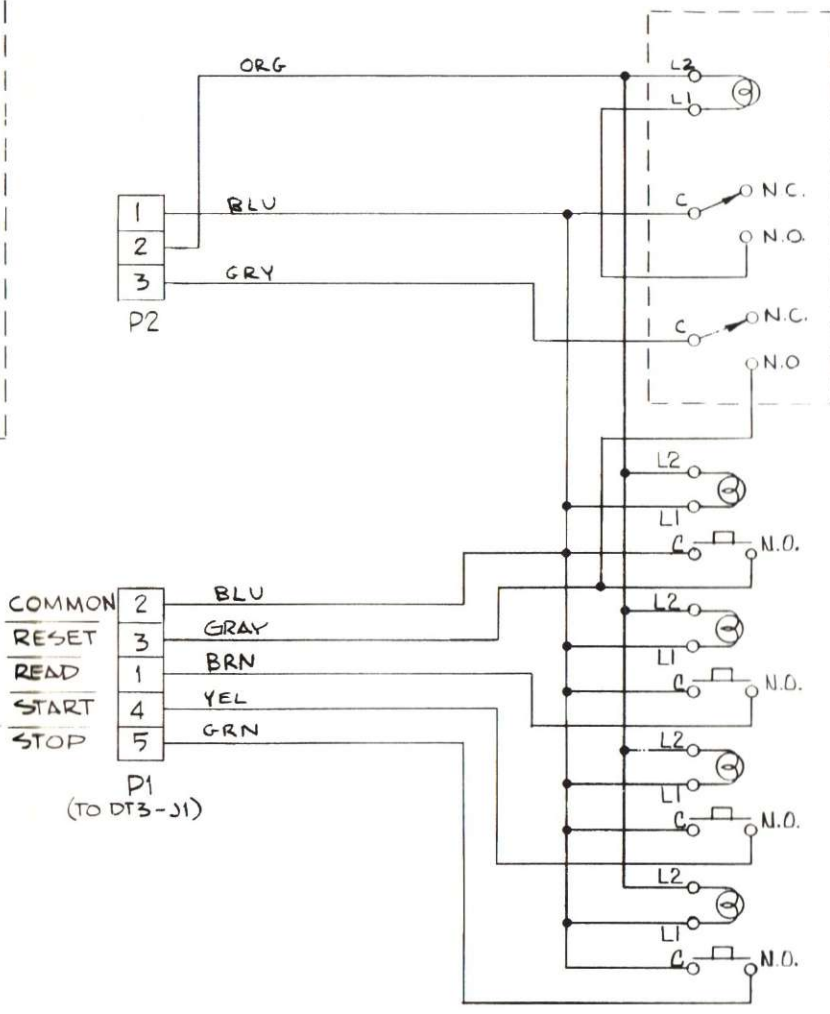 ORG
L2
L1
1
BLU
C
N.C.
2
N.O.
3
GRY
P2
C
N.C.
N.O
L2
L1
C
N.O.
COMMON 2 BLU
RESET 3 GRAY
READ 1 BRN
START 4 YEL
STOP 5 GRN
P1
(TO DT3-J1)
L2
L1
C
N.O.
L2
L1
C
N.O.
L2
L1
C
N.O.